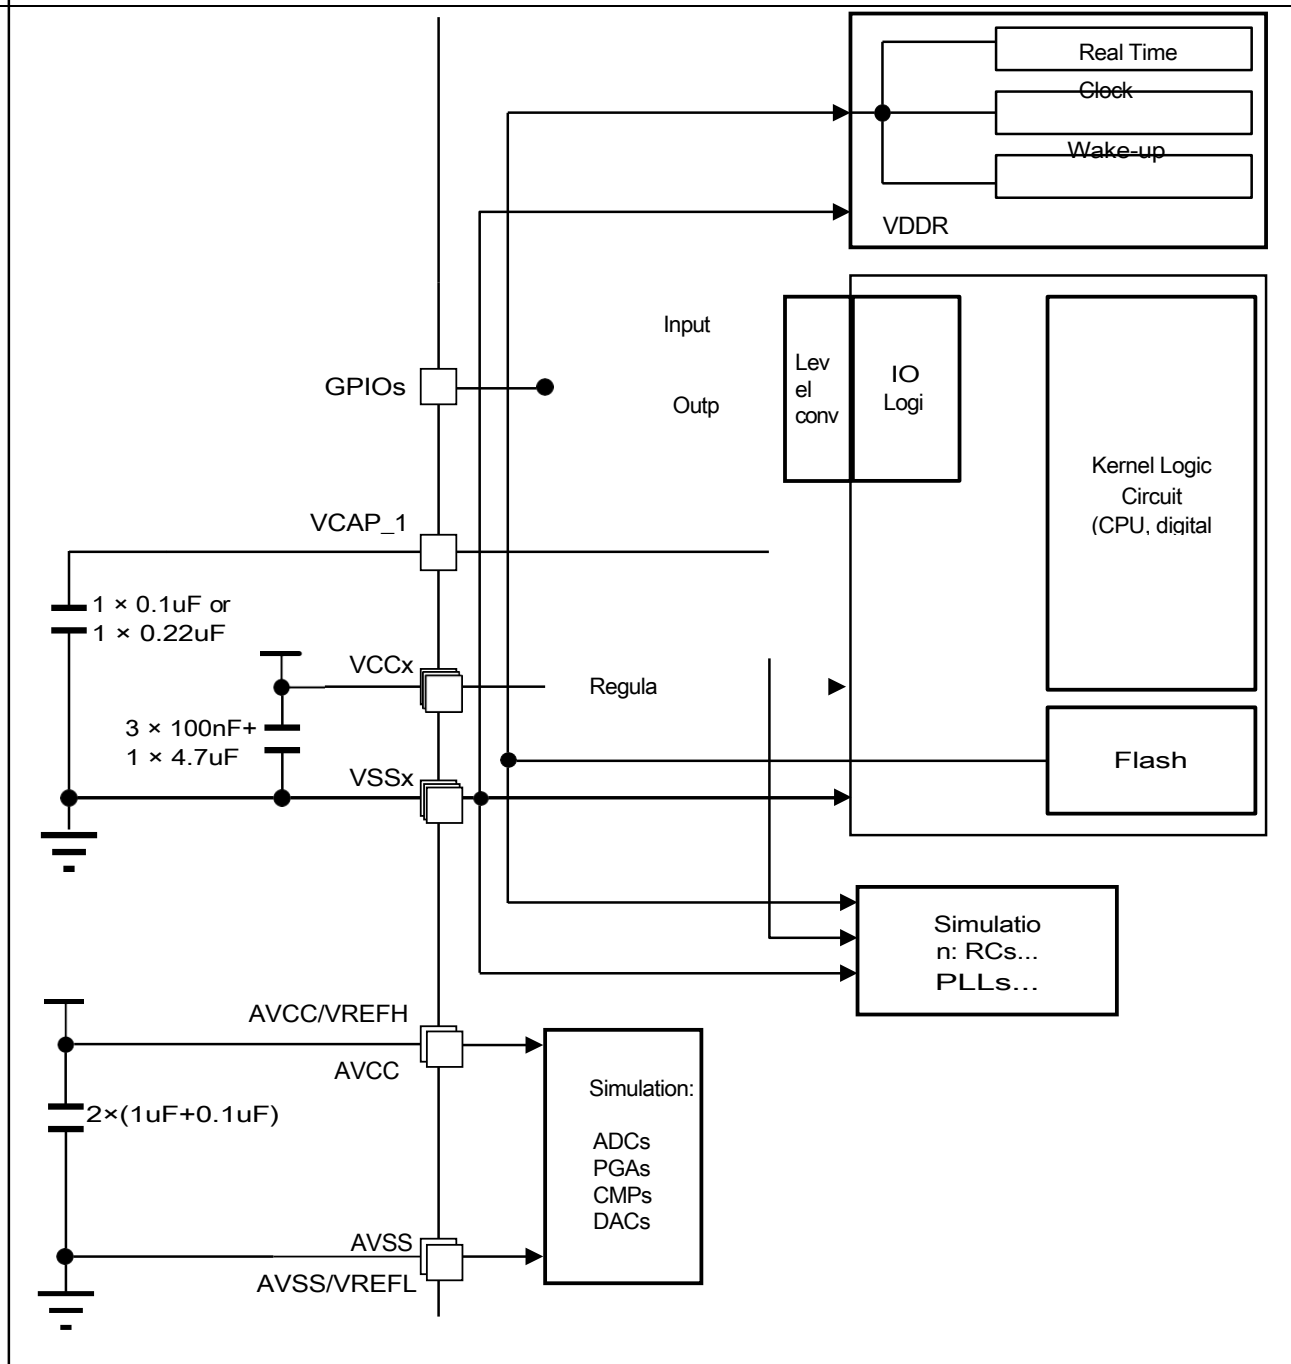 Real Time
Clock
Wake-up
VDDR
Input
GPIOs
Outp
Lev
el
conv
IO
Logi
Kernel Logic
Circuit
(CPU, digital
VCAP_1
1 × 0.1uF or
1 × 0.22uF
VCCx
Regula
3 × 100nF+
1 × 4.7uF
VSSx
Flash
Simulatio
n: RCs...
PLLs...
AVCC/VREFH
AVCC
2×(1uF+0.1uF)
Simulation:
ADCs
PGAs
CMPs
DACs
AVSS
AVSS/VREFL